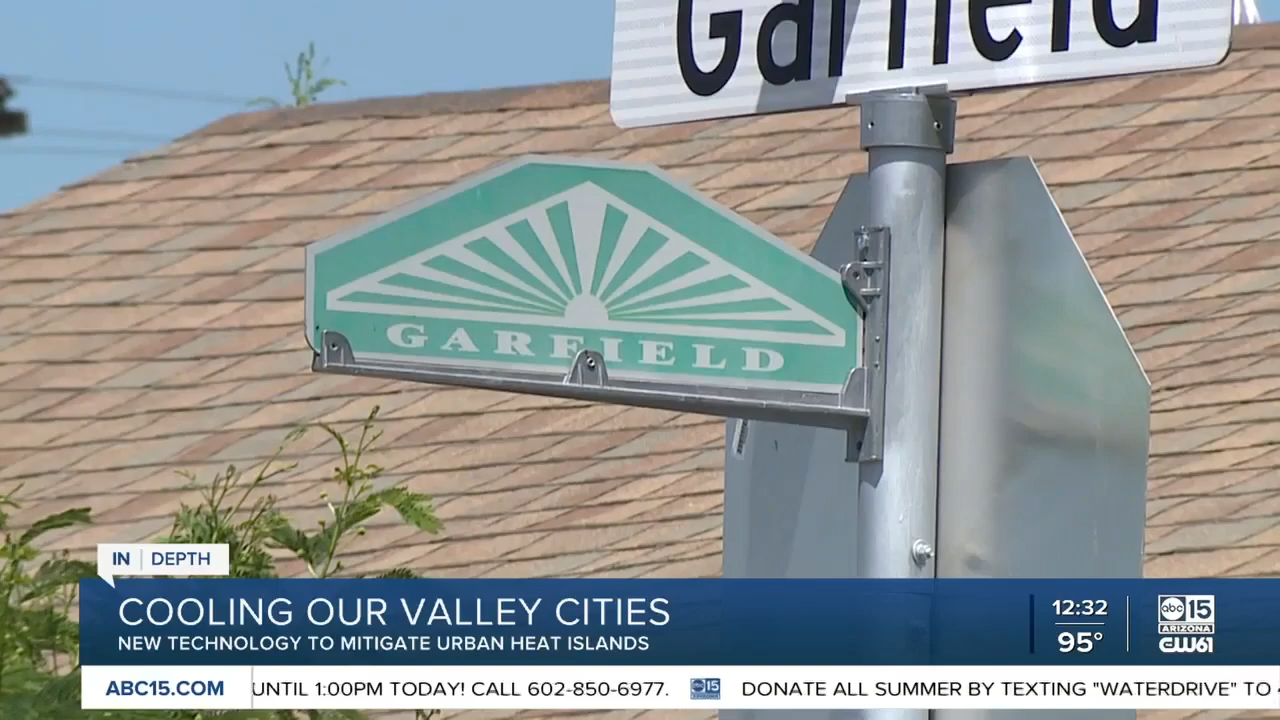 Garfield
GARFIELD
IN | DEPTH
COOLING OUR VALLEY CITIES
NEW TECHNOLOGY TO MITIGATE URBAN HEAT ISLANDS
12:32
95°
abc 15
ARIZONA
CW61
ABC15.COM
UNTIL 1:00PM TODAY! CALL 602-850-6977.
abc 15
DONATE ALL SUMMER BY TEXTING "WATERDRIVE" TO